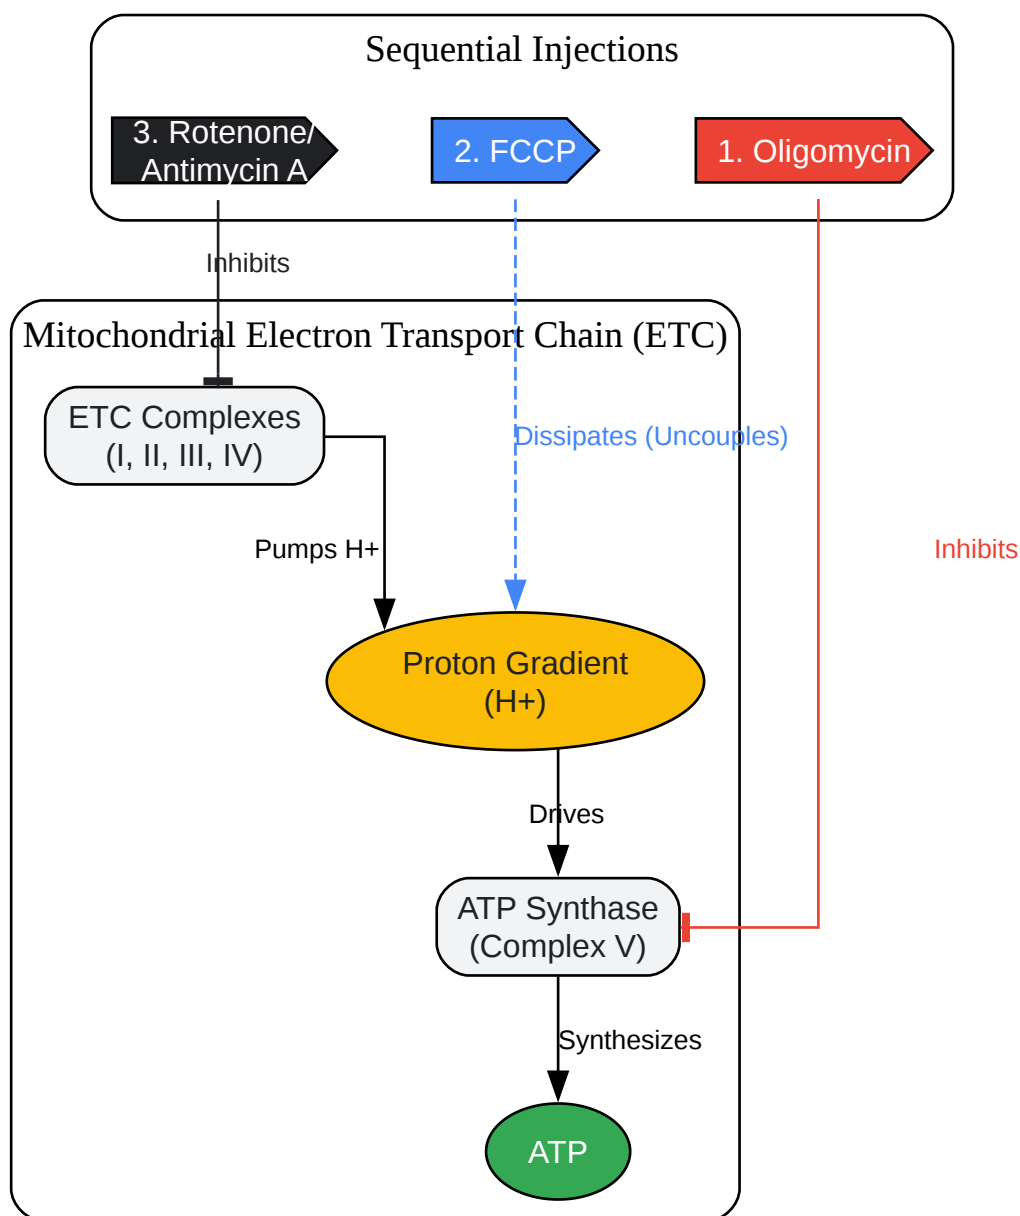 Sequential Injections
3. Rotenone/
Antimycin A
2. FCCP
1. Oligomycin
Inhibits
Mitochondrial Electron Transport Chain (ETC)
ETC Complexes
(I, II, III, IV)
Dissipates (Uncouples)
Pumps H+
Inhibits
Proton Gradient
(H+)
Drives
ATP Synthase
(Complex V)
Synthesizes
ATP